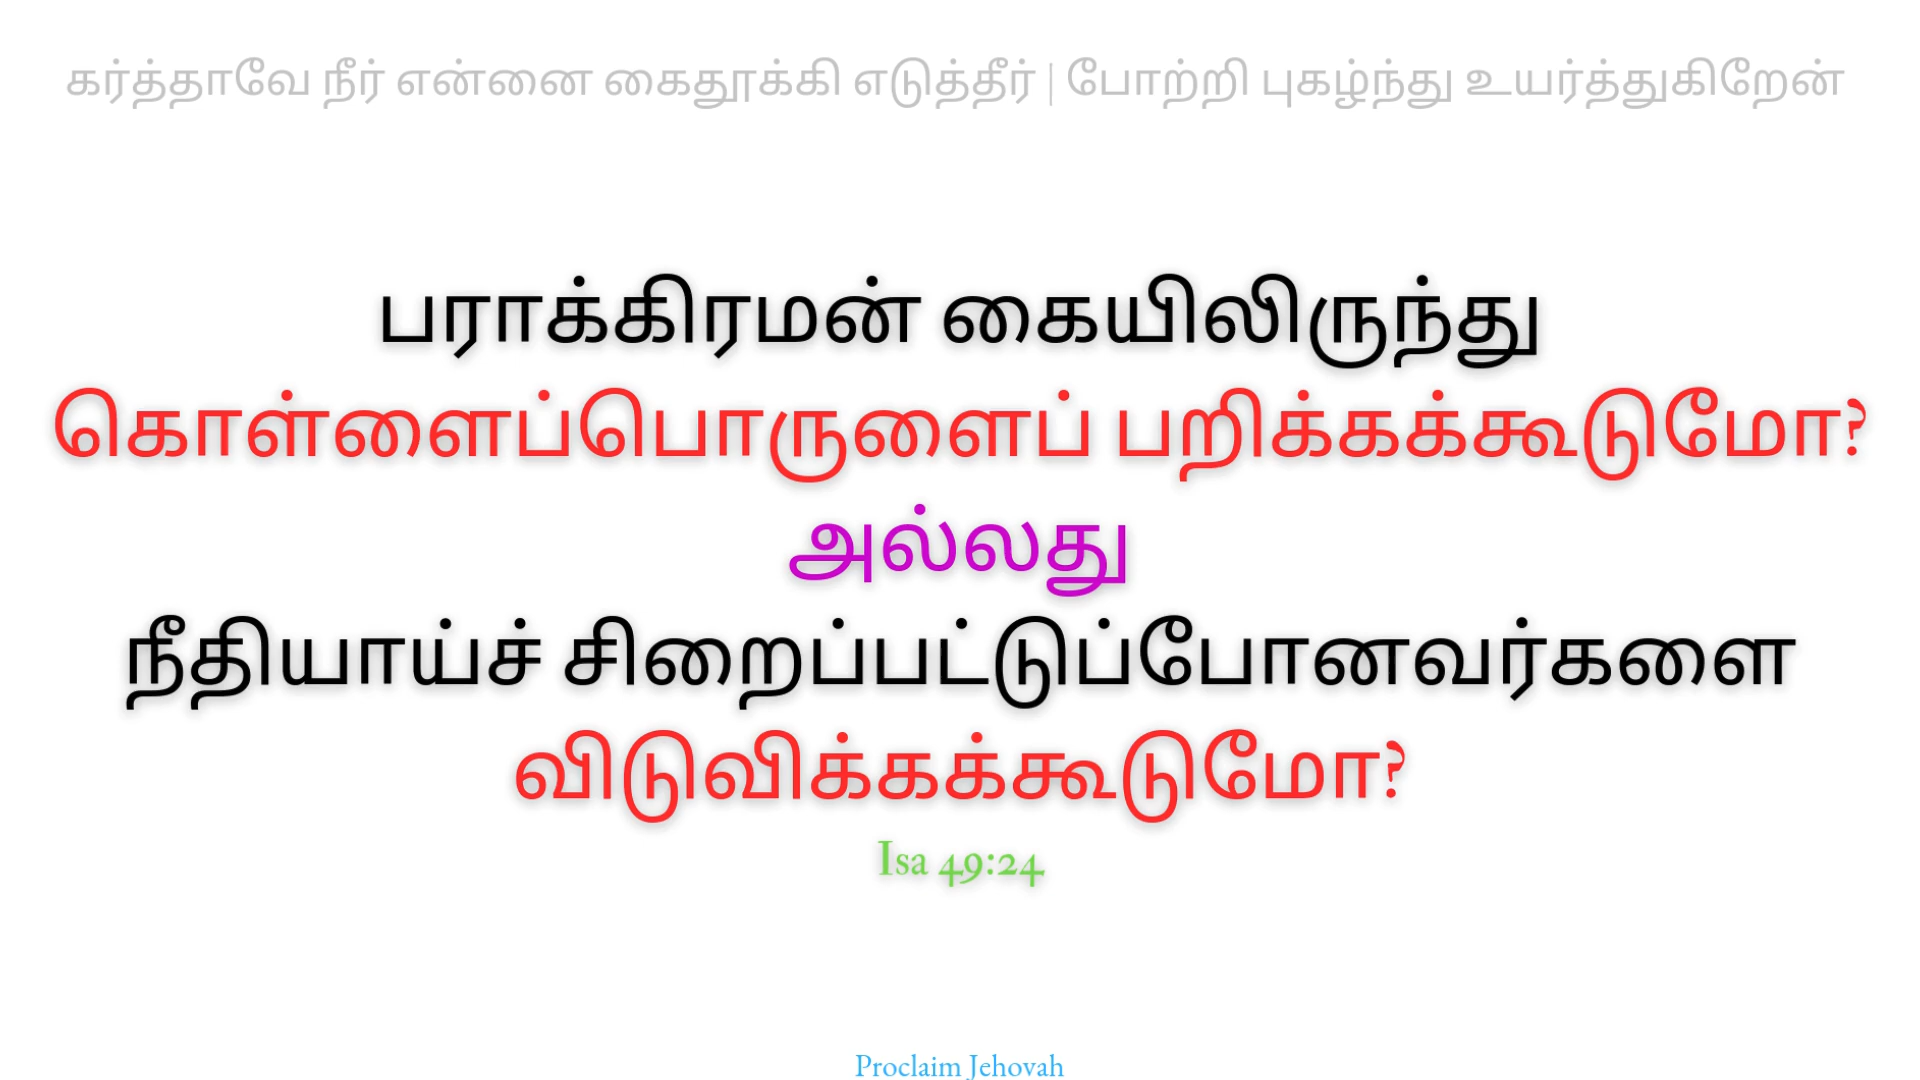 கர்த்தாவே நீர் என்னை கைதூக்கி எடுத்தீர் | போற்றி புகழ்ந்து உயர்த்துகிறேன்
பராக்கிரமன் கையிலிருந்து
கொள்ளைப்பொருளைப் பறிக்கக்கூடுமோ?
அல்லது
நீதியாய்ச் சிறைப்பட்டுப்போனவர்களை
விடுவிக்கக்கூடுமோ?
Isa 49:24
Proclaim Jehovah